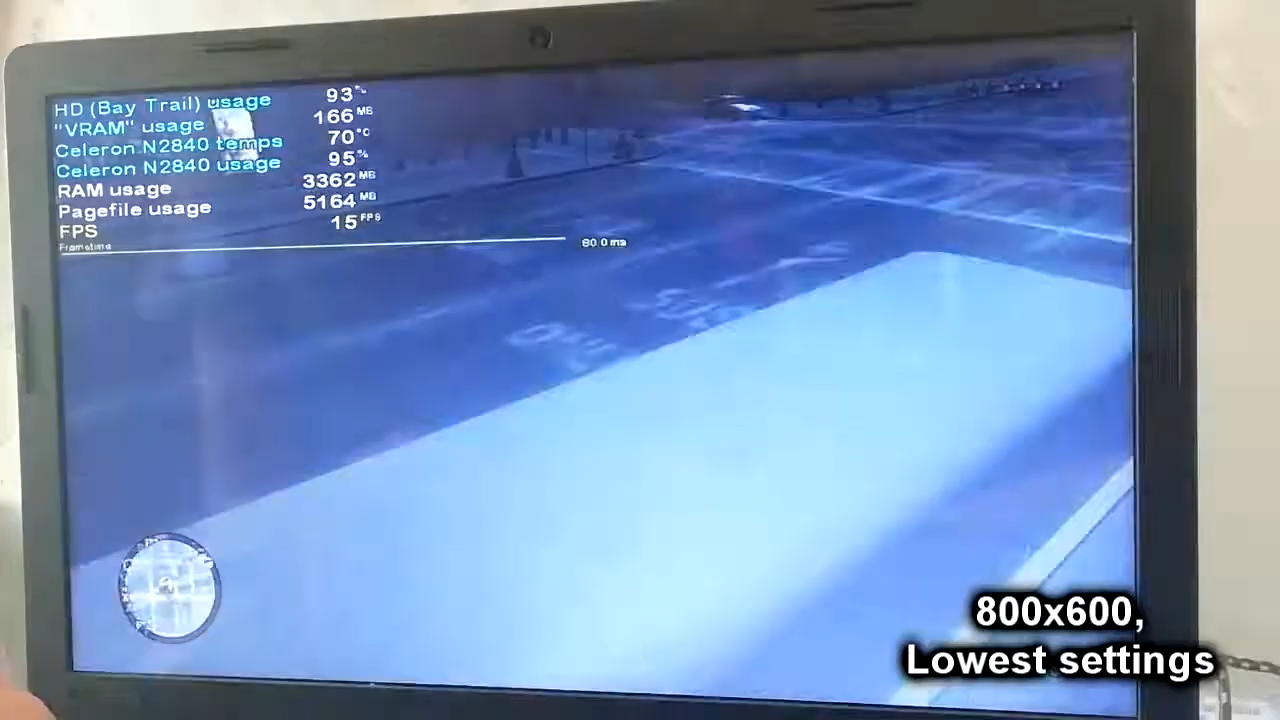 HD (Bay Trail) usage 93%
"VRAM" usage 166 MB
Celeron N2840 temps 70°C
Celeron N2840 usage 95%
RAM usage 3362 MB
Pagefile usage 5164 MB
FPS 15 FPS
Frametime 80.0 ms
800x600,
Lowest settings